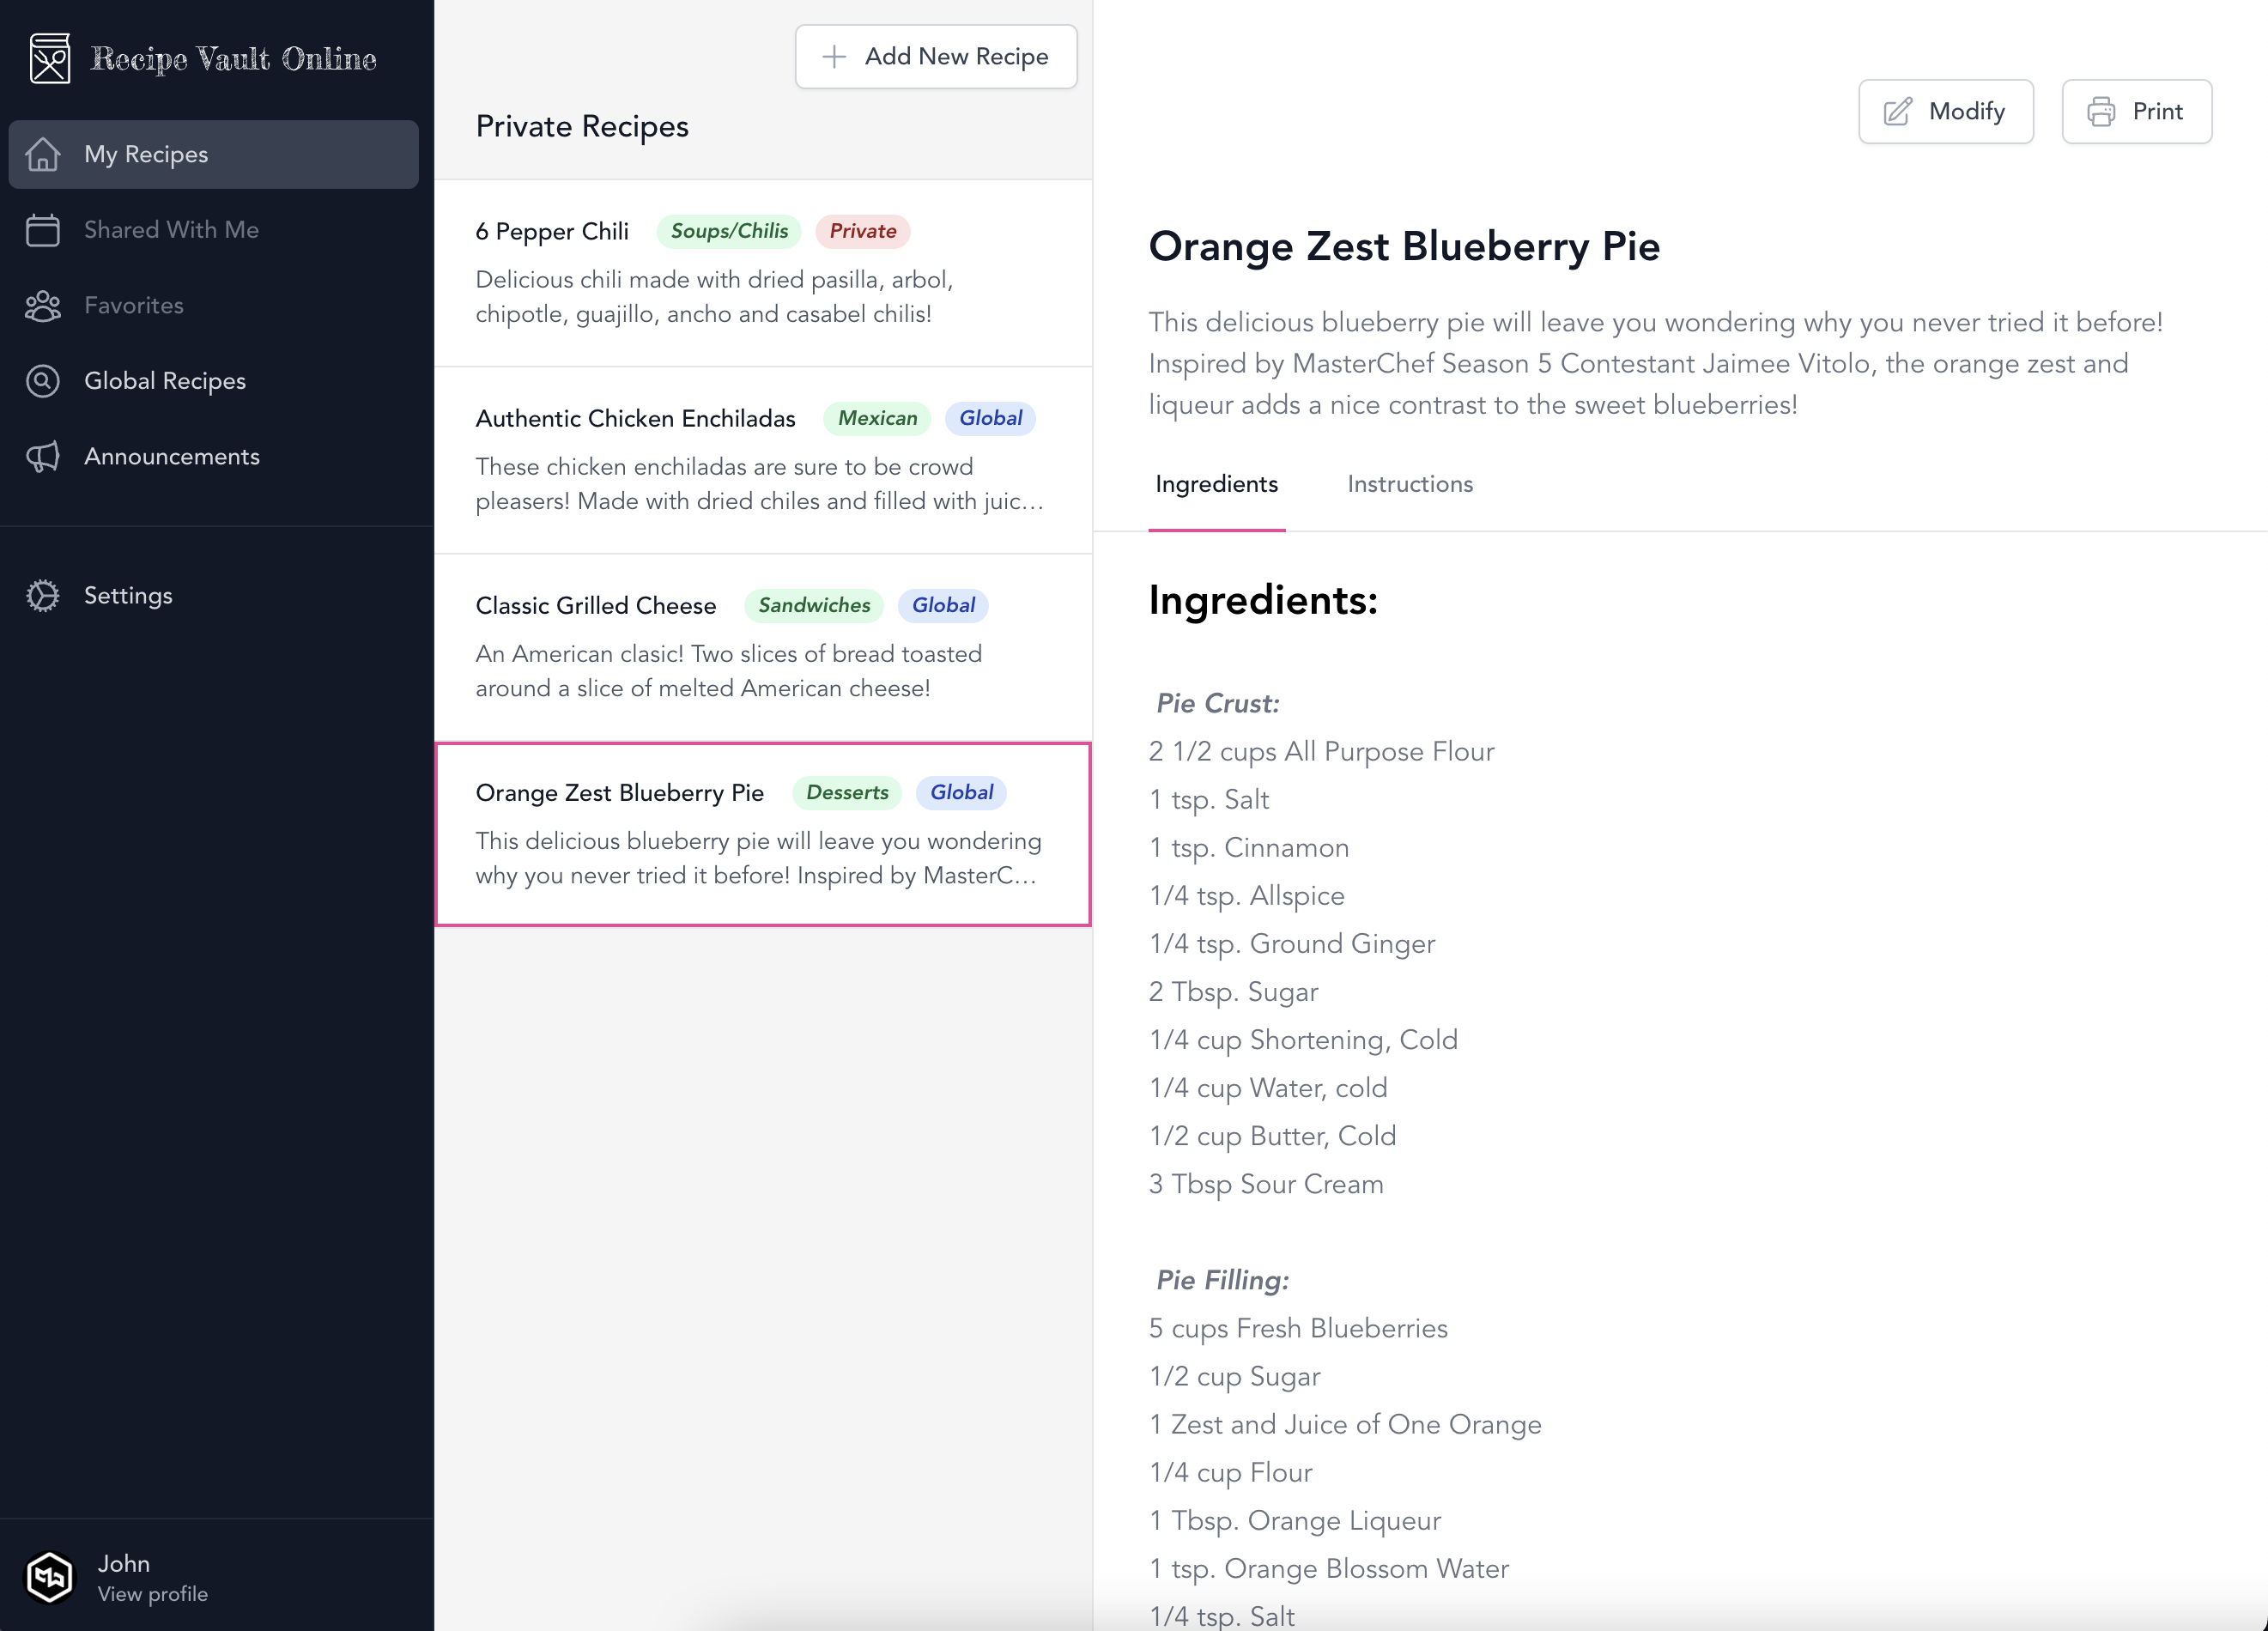 Recipe Vault Online
My Recipes
Shared With Me
Favorites
Global Recipes
Announcements
Settings
John
View profile
Add New Recipe
Private Recipes
6 Pepper Chili Soups/Chilis Private
Delicious chili made with dried pasilla, arbol,
chipotle, guajillo, ancho and casabel chilis!
Authentic Chicken Enchiladas Mexican Global
These chicken enchiladas are sure to be crowd
pleasers! Made with dried chiles and filled with juic...
Classic Grilled Cheese Sandwiches Global
An American clasic! Two slices of bread toasted
around a slice of melted American cheese!
Orange Zest Blueberry Pie Desserts Global
This delicious blueberry pie will leave you wondering
why you never tried it before! Inspired by MasterC...
Modify Print
Orange Zest Blueberry Pie
This delicious blueberry pie will leave you wondering why you never tried it before!
Inspired by MasterChef Season 5 Contestant Jaimee Vitolo, the orange zest and
liqueur adds a nice contrast to the sweet blueberries!
Ingredients Instructions
Ingredients:
Pie Crust:
2 1/2 cups All Purpose Flour
1 tsp. Salt
1 tsp. Cinnamon
1/4 tsp. Allspice
1/4 tsp. Ground Ginger
2 Tbsp. Sugar
1/4 cup Shortening, Cold
1/4 cup Water, cold
1/2 cup Butter, Cold
3 Tbsp Sour Cream
Pie Filling:
5 cups Fresh Blueberries
1/2 cup Sugar
1 Zest and Juice of One Orange
1/4 cup Flour
1 Tbsp. Orange Liqueur
1 tsp. Orange Blossom Water
1/4 tsp. Salt